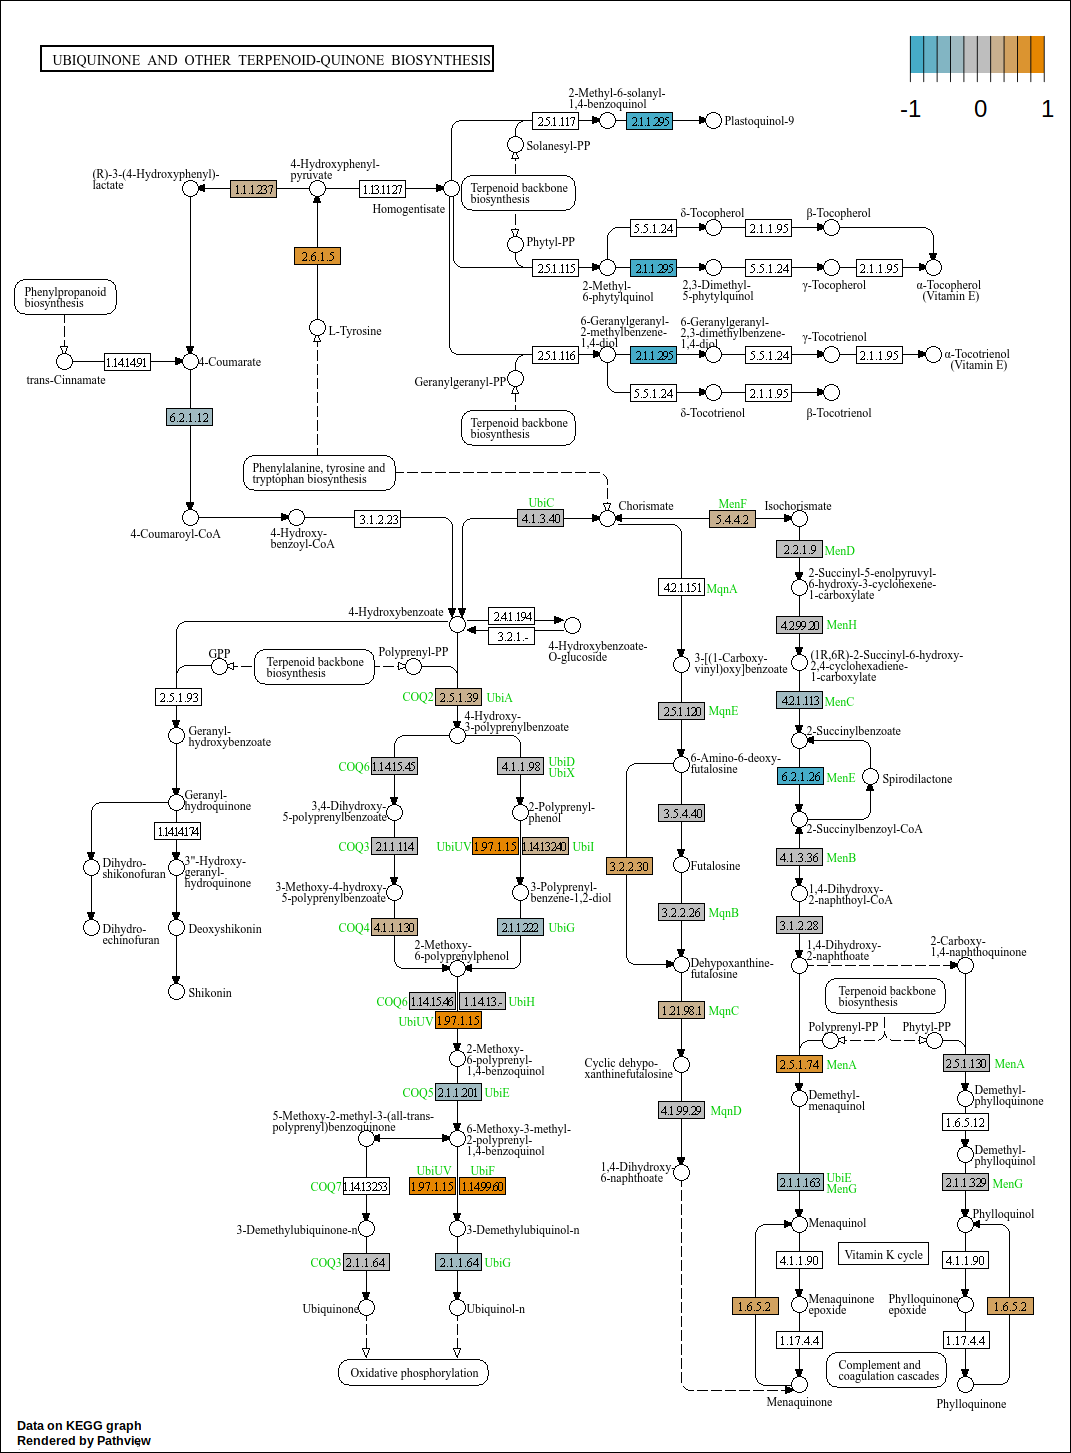 UBIQUINONE AND OTHER TERPENOID-QUINONE BIOSYNTHESIS
-1 0 1
2-Methyl-6-solanyl-
1,4-benzoquinol
2.5.1.117
2.1.1.295
Plastoquinol-9
Solanesyl-PP
(R)-3-(4-Hydroxyphenyl)-
lactate
1.1.1.237
4-Hydroxyphenyl-
pyruvate
1.13.11.27
Homogentisate
Terpenoid backbone
biosynthesis
Phytyl-PP
2.6.1.5
δ-Tocopherol
β-Tocopherol
5.5.1.24
2.1.1.95
2.5.1.115
2.1.1.295
5.5.1.24
2.1.1.95
2-Methyl-
6-phytylquinol
2,3-Dimethyl-
5-phytylquinol
γ-Tocopherol
α-Tocopherol
(Vitamin E)
Phenylpropanoid
biosynthesis
L-Tyrosine
6-Geranylgeranyl-
2-methylbenzene-
1,4-diol
6-Geranylgeranyl-
2,3-dimethylbenzene-
1,4-diol
γ-Tocotrienol
2.5.1.116
2.1.1.295
5.5.1.24
2.1.1.95
α-Tocotrienol
(Vitamin E)
trans-Cinnamate
1.14.14.91
4-Coumarate
Geranylgeranyl-PP
5.5.1.24
2.1.1.95
δ-Tocotrienol
β-Tocotrienol
6.2.1.12
Terpenoid backbone
biosynthesis
Phenylalanine, tyrosine and
tryptophan biosynthesis
UbiC
4.1.3.40
Chorismate
MenF
5.4.4.2
Isochorismate
4-Coumaroyl-CoA
4-Hydroxy-
benzoyl-CoA
3.1.2.23
2.2.1.9
MenD
4.2.1.151
MqnA
2-Succinyl-5-enolpyruvyl-
6-hydroxy-3-cyclohexene-
1-carboxylate
4-Hydroxybenzoate
2.4.1.194
3.2.1.-
4-Hydroxybenzoate-
O-glucoside
4.2.99.20
MenH
GPP
Terpenoid backbone
biosynthesis
Polyprenyl-PP
3-[(1-Carboxy-
vinyl)oxy]benzoate
(1R,6R)-2-Succinyl-6-hydroxy-
2,4-cyclohexadiene-
1-carboxylate
2.5.1.93
COQ2
2.5.1.39
UbiA
2.5.1.120
MqnE
4.2.1.113
MenC
Geranyl-
hydroxybenzoate
4-Hydroxy-
3-polyprenylbenzoate
2-Succinylbenzoate
COQ6
1.14.15.45
4.1.1.98
UbiD
UbiX
6-Amino-6-deoxy-
futalosine
6.2.1.26
MenE
Spirodilactone
Geranyl-
hydroquinone
3,4-Dihydroxy-
5-polyprenylbenzoate
2-Polyprenyl-
phenol
3.5.4.40
2-Succinylbenzoyl-CoA
1.14.14.174
COQ3
2.1.1.114
UbiUV
1.97.1.15
1.14.13.240
UbiI
3.2.2.30
Futalosine
4.1.3.36
MenB
Dihydro-
shikonofuran
3"-Hydroxy-
geranyl-
hydroquinone
3-Methoxy-4-hydroxy-
5-polyprenylbenzoate
3-Polyprenyl-
benzene-1,2-diol
1,4-Dihydroxy-
2-naphthoyl-CoA
3.2.2.26
MqnB
3.1.2.28
Dihydro-
echinofuran
Deoxyshikonin
COQ4
4.1.1.130
2.1.1.222
UbiG
2-Methoxy-
6-polyprenylphenol
Dehypoxanthine-
futalosine
1,4-Dihydroxy-
2-naphthoate
2-Carboxy-
1,4-naphthoquinone
Shikonin
COQ6
1.14.15.46
1.14.13.-
UbiH
UbiUV
1.97.1.15
1.21.98.1
MqnC
Terpenoid backbone
biosynthesis
Polyprenyl-PP
Phytyl-PP
2-Methoxy-
6-polyprenyl-
1,4-benzoquinol
Cyclic dehypo-
xanthinefutalosine
2.5.1.74
MenA
2.5.1.130
MenA
COQ5
2.1.1.201
UbiE
4.1.99.29
MqnD
Demethyl-
menaquinol
Demethyl-
phylloquinone
1.6.5.12
5-Methoxy-2-methyl-3-(all-trans-
polyprenyl)benzoquinone
6-Methoxy-3-methyl-
2-polyprenyl-
1,4-benzoquinol
Demethyl-
phylloquinol
1,4-Dihydroxy-
6-naphthoate
UbiUV
UbiF
COQ7
1.14.13.253
1.97.1.15
1.14.99.60
2.1.1.163
UbiE
MenG
2.1.1.329
MenG
3-Demethylubiquinone-n
3-Demethylubiquinol-n
Menaquinol
Phylloquinol
COQ3
2.1.1.64
2.1.1.64
UbiG
4.1.1.90
Vitamin K cycle
4.1.1.90
Ubiquinone
Ubiquinol-n
1.6.5.2
Menaquinone
epoxide
Phylloquinone
epoxide
1.6.5.2
1.17.4.4
1.17.4.4
Oxidative phosphorylation
Complement and
coagulation cascades
Menaquinone
Phylloquinone
Data on KEGG graph
Rendered by Pathview